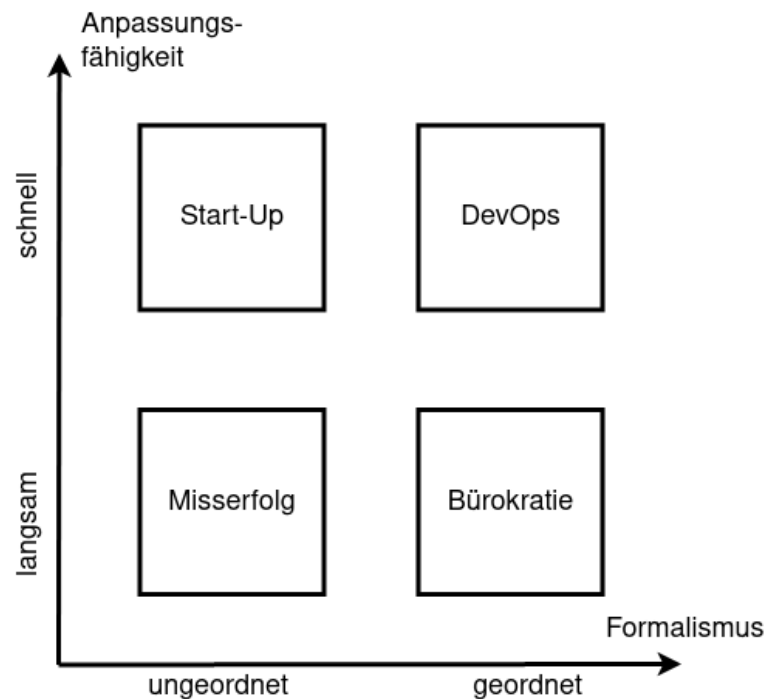 Anpassungs-
fähigkeit
schnell
Start-Up
DevOps
langsam
Misserfolg
Bürokratie
Formalismus
ungeordnet
geordnet